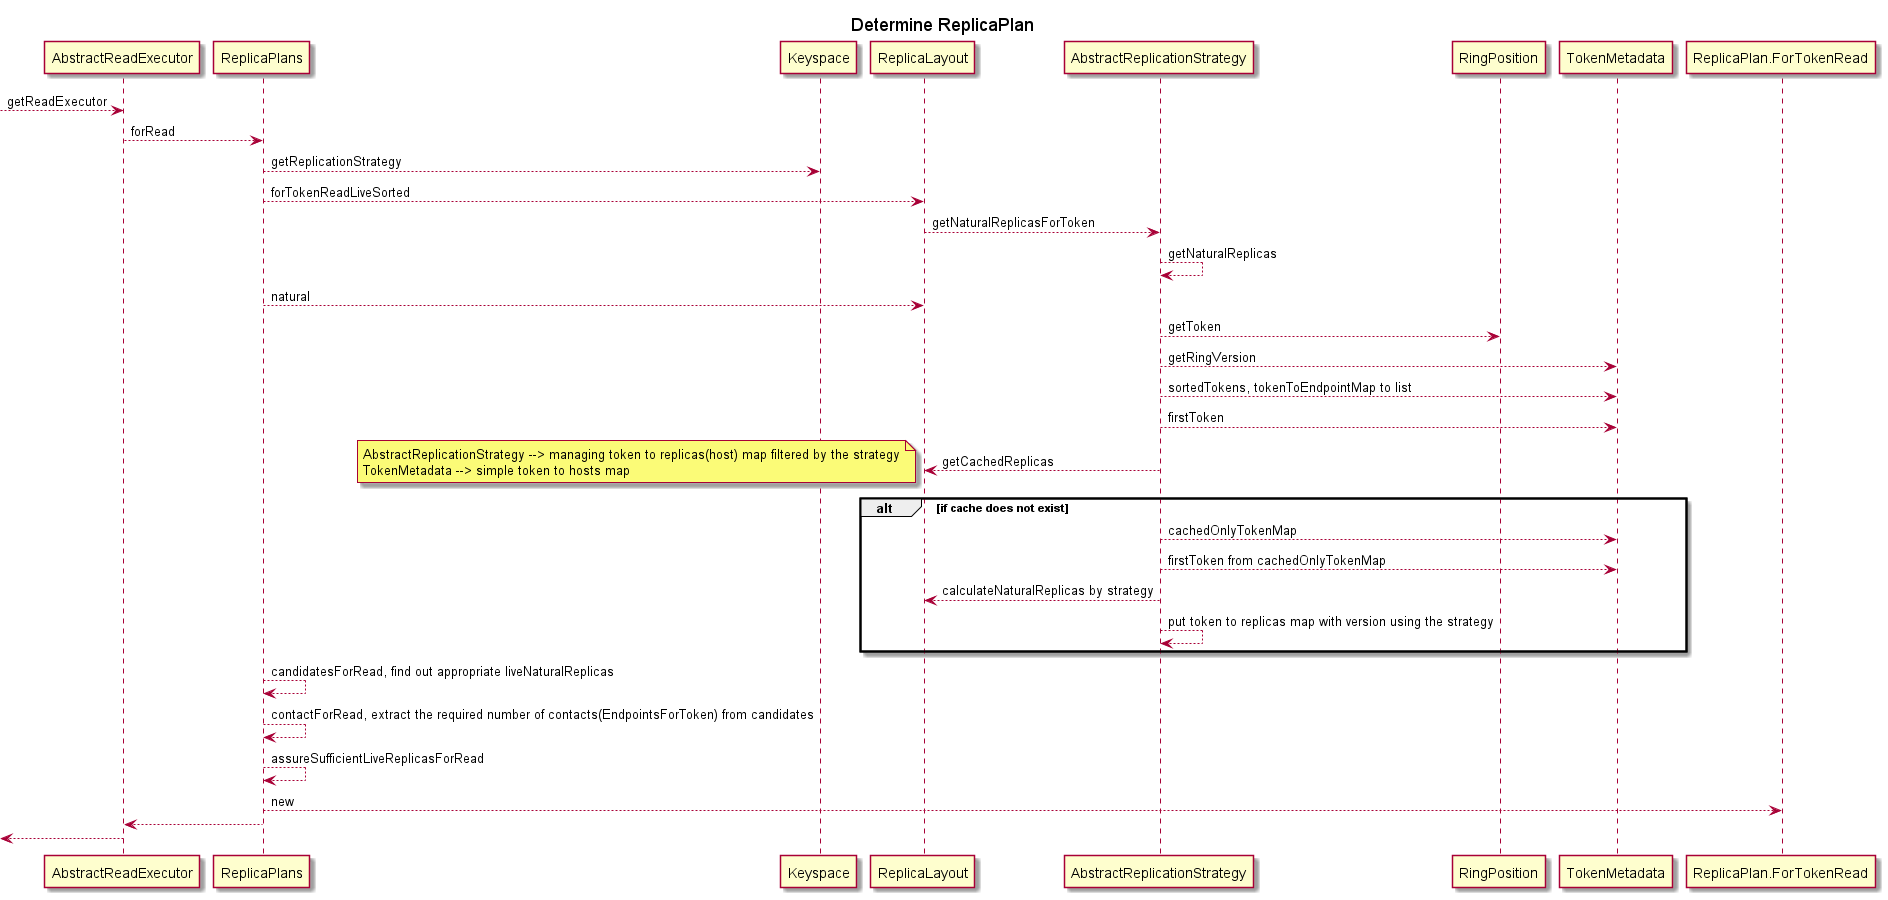 Determine ReplicaPlan
AbstractReadExecutor
ReplicaPlans
Keyspace
ReplicaLayout
AbstractReplicationStrategy
RingPosition
TokenMetadata
ReplicaPlan.ForTokenRead
getReadExecutor
forRead
getReplicationStrategy
forTokenReadLiveSorted
getNaturalReplicasForToken
getNaturalReplicas
natural
getToken
getRingVersion
sortedTokens, tokenToEndpointMap to list
firstToken
AbstractReplicationStrategy --> managing token to replicas(host) map filtered by the strategy
TokenMetadata --> simple token to hosts map
getCachedReplicas
alt
[if cache does not exist]
cachedOnlyTokenMap
firstToken from cachedOnlyTokenMap
calculateNaturalReplicas by strategy
put token to replicas map with version using the strategy
candidatesForRead, find out appropriate liveNaturalReplicas
contactForRead, extract the required number of contacts(EndpointsForToken) from candidates
assureSufficientLiveReplicasForRead
new
AbstractReadExecutor
ReplicaPlans
Keyspace
ReplicaLayout
AbstractReplicationStrategy
RingPosition
TokenMetadata
ReplicaPlan.ForTokenRead